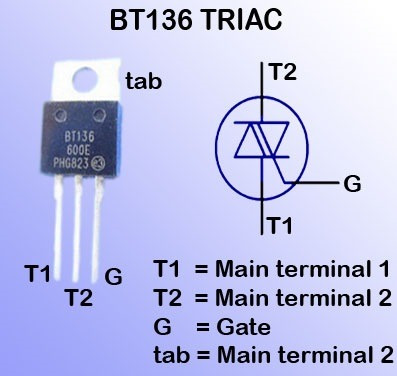 BT136 TRIAC
tab
BT136
600E
PHG823
T1
T2
G
T2
G
T1
T1 = Main terminal 1
T2 = Main terminal 2
G = Gate
tab = Main terminal 2